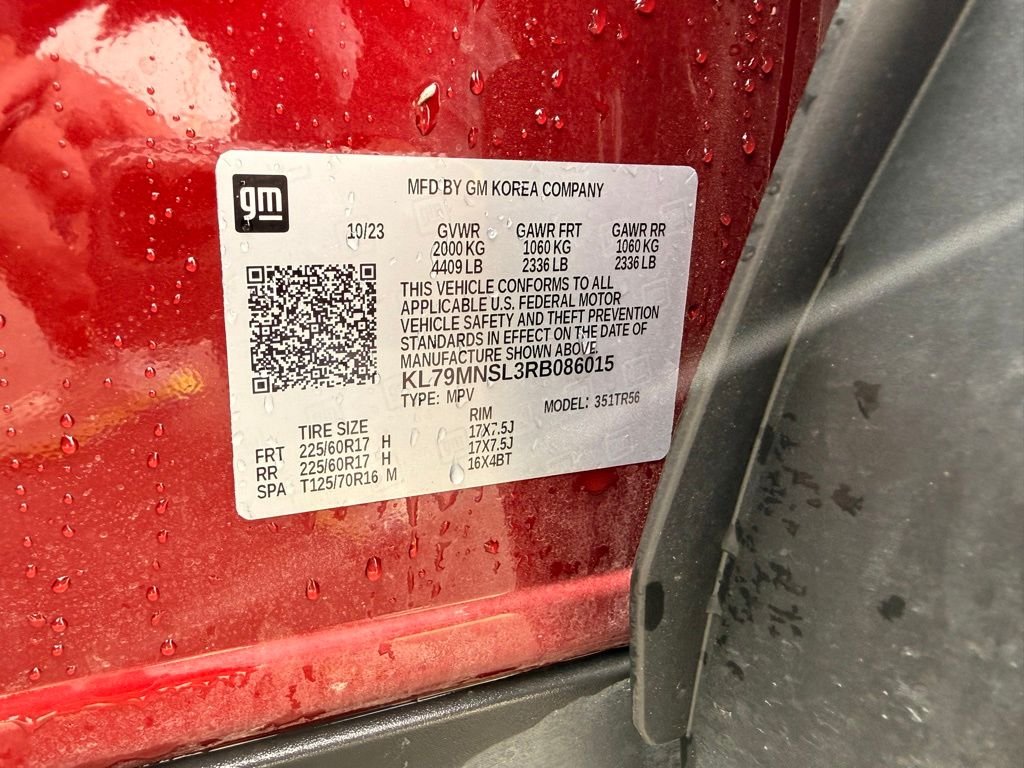 gm
MFD BY GM KOREA COMPANY
10/23 GVWR GAWR FRT GAWR RR
2000 KG 1060 KG 1060 KG
4409 LB 2336 LB 2336 LB
THIS VEHICLE CONFORMS TO ALL
APPLICABLE U.S. FEDERAL MOTOR
VEHICLE SAFETY AND THEFT PREVENTION
STANDARDS IN EFFECT ON THE DATE OF
MANUFACTURE SHOWN ABOVE.
KL79MNSL3RB086015
TYPE: MPV MODEL: 351TR56
TIRE SIZE RIM
FRT 225/60R17 H 17X7.5J
RR 225/60R17 H 17X7.5J
SPA T125/70R16 M 16X4BT